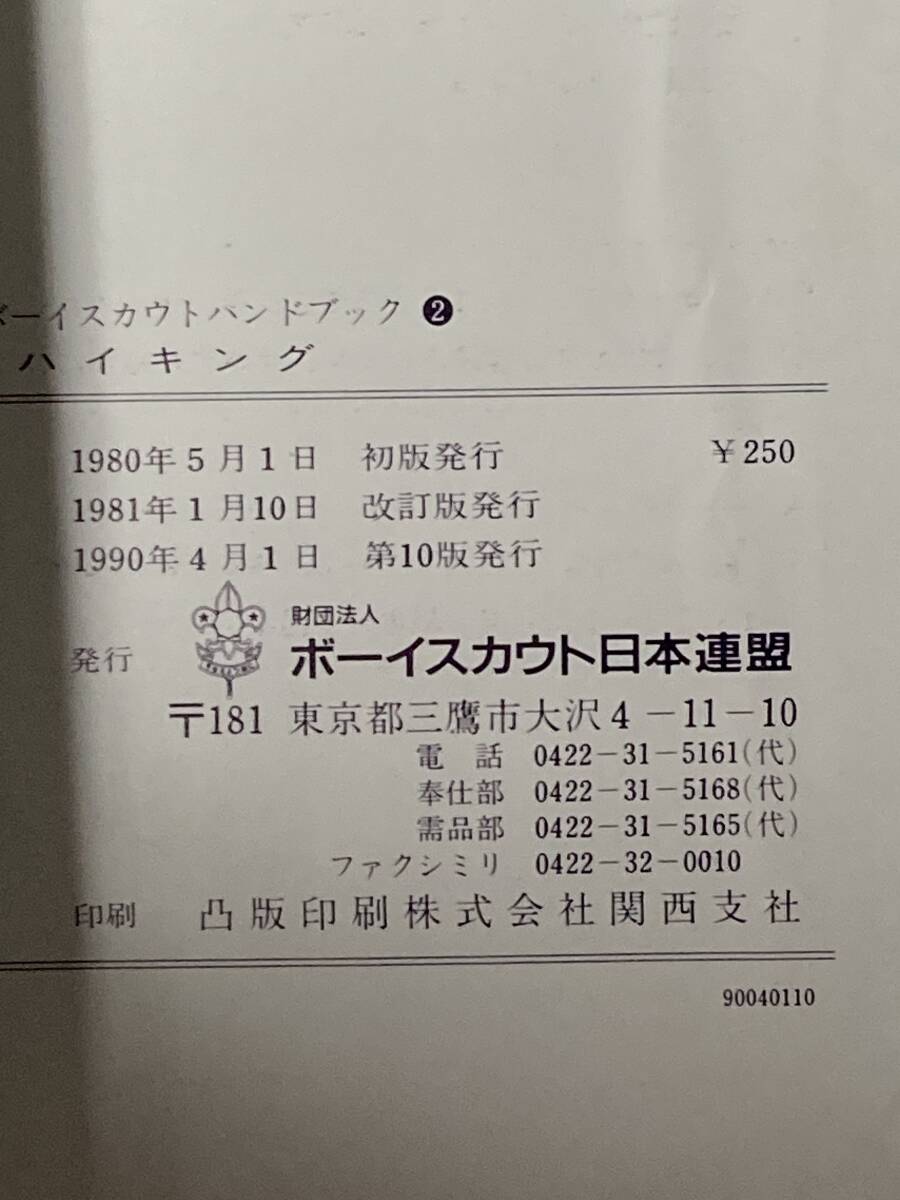 ボーイスカウトハンドブック ❷
ハイキング
1980年5月1日 初版発行 ￥250
1981年1月10日 改訂版発行
1990年4月1日 第10版発行
発行 財団法人
ボーイスカウト日本連盟
〒181 東京都三鷹市大沢4-11-10
電話 0422-31-5161(代)
奉仕部 0422-31-5168(代)
需品部 0422-31-5165(代)
ファクシミリ 0422-32-0010
印刷 凸版印刷株式会社関西支社
90040110